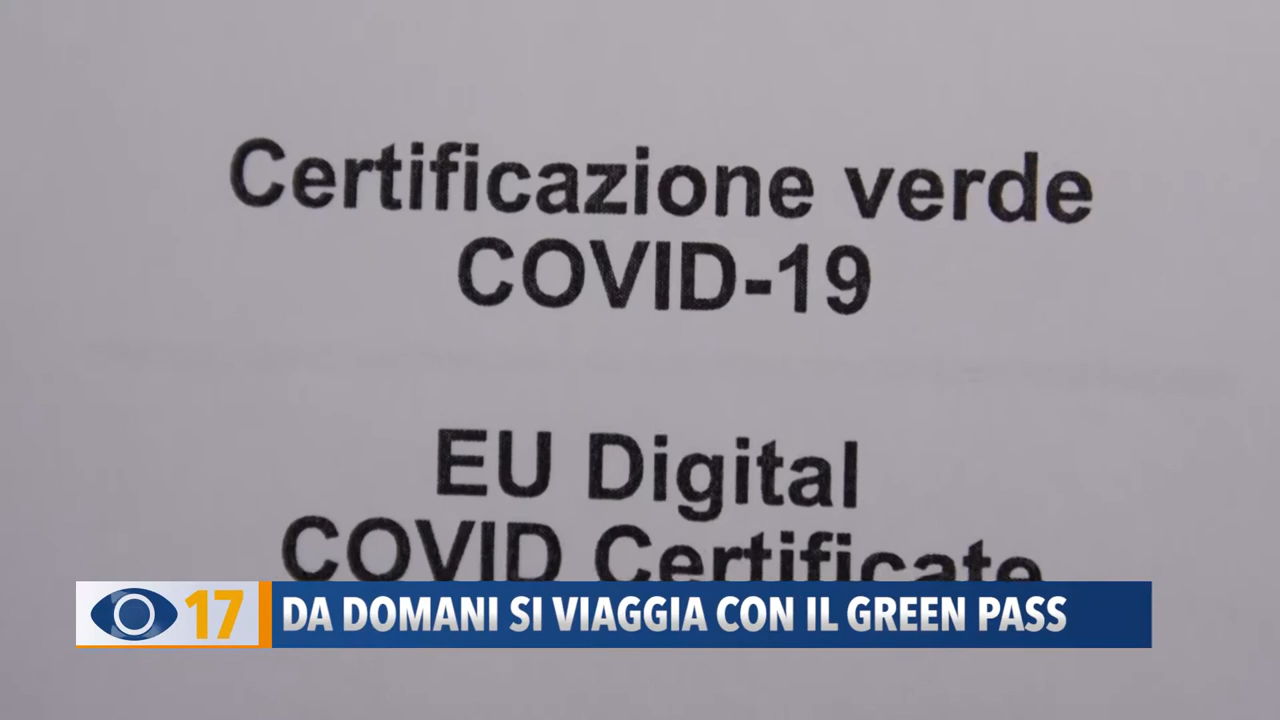 Certificazione verde
COVID-19
EU Digital
COVID Certificate
17
DA DOMANI SI VIAGGIA CON IL GREEN PASS